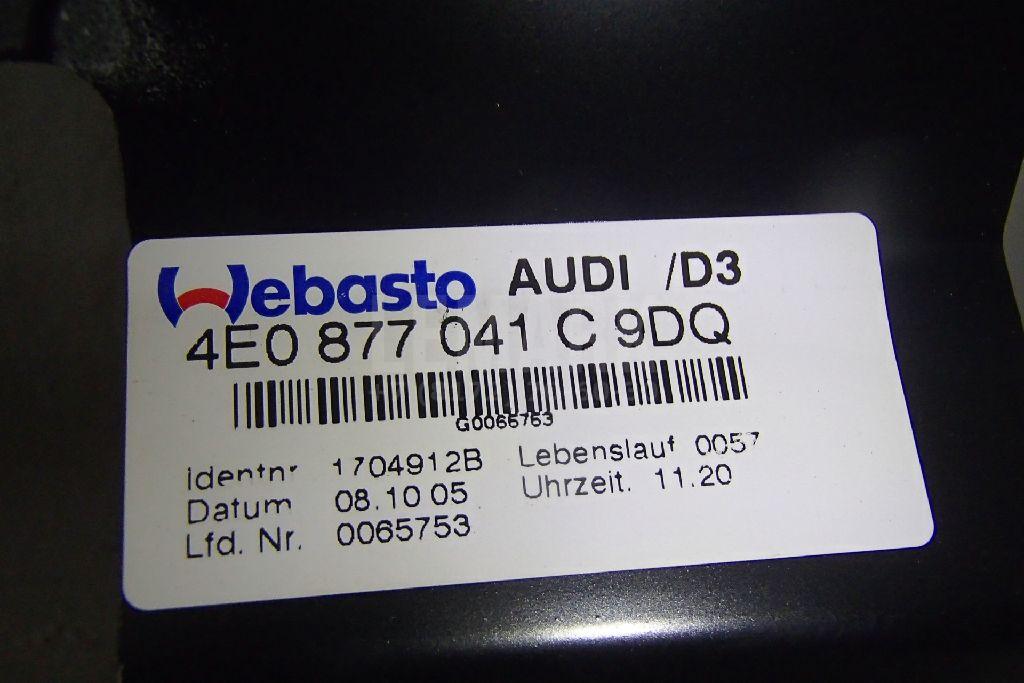 Webasto AUDI /D3
4E0 877 041 C 9DQ
G0065753
Identnr 1704912B Lebenslauf 0057
Datum 08.10 05 Uhrzeit. 11.20
Lfd. Nr. 0065753